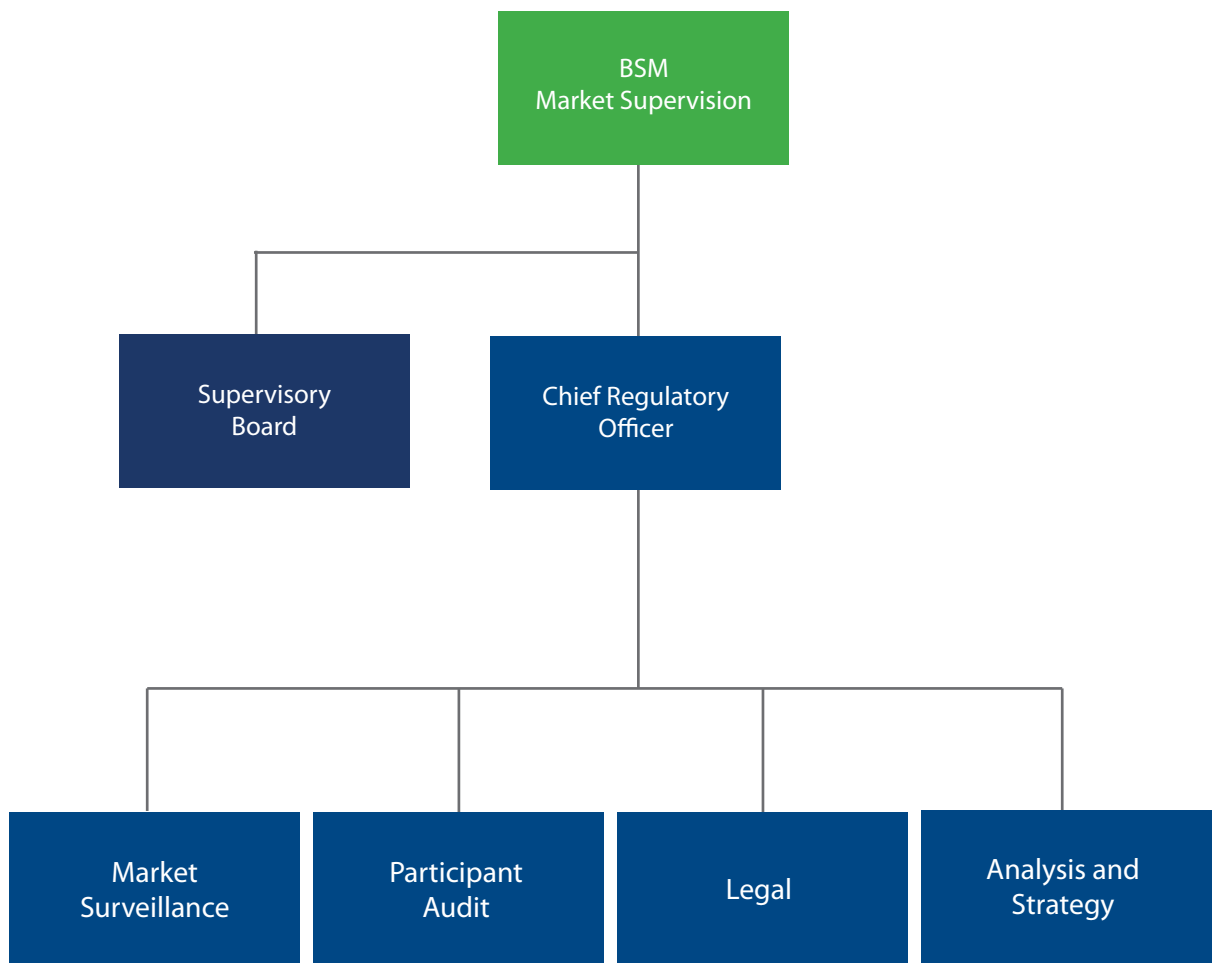 BSM
Market Supervision
Supervisory
Board
Chief Regulatory
Officer
Market
Surveillance
Participant
Audit
Legal
Analysis and
Strategy